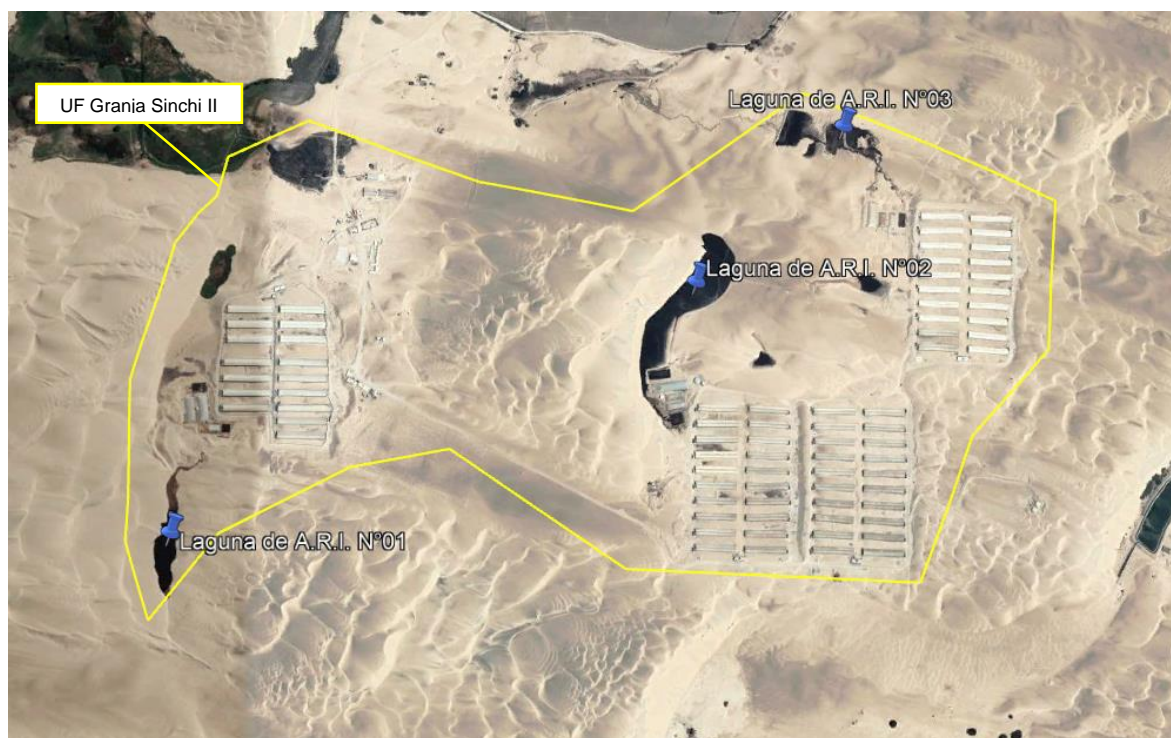 UF Granja Sinchi II
Laguna de A.R.I. N°03
Laguna de A.R.I. N°02
Laguna de A.R.I. N°01